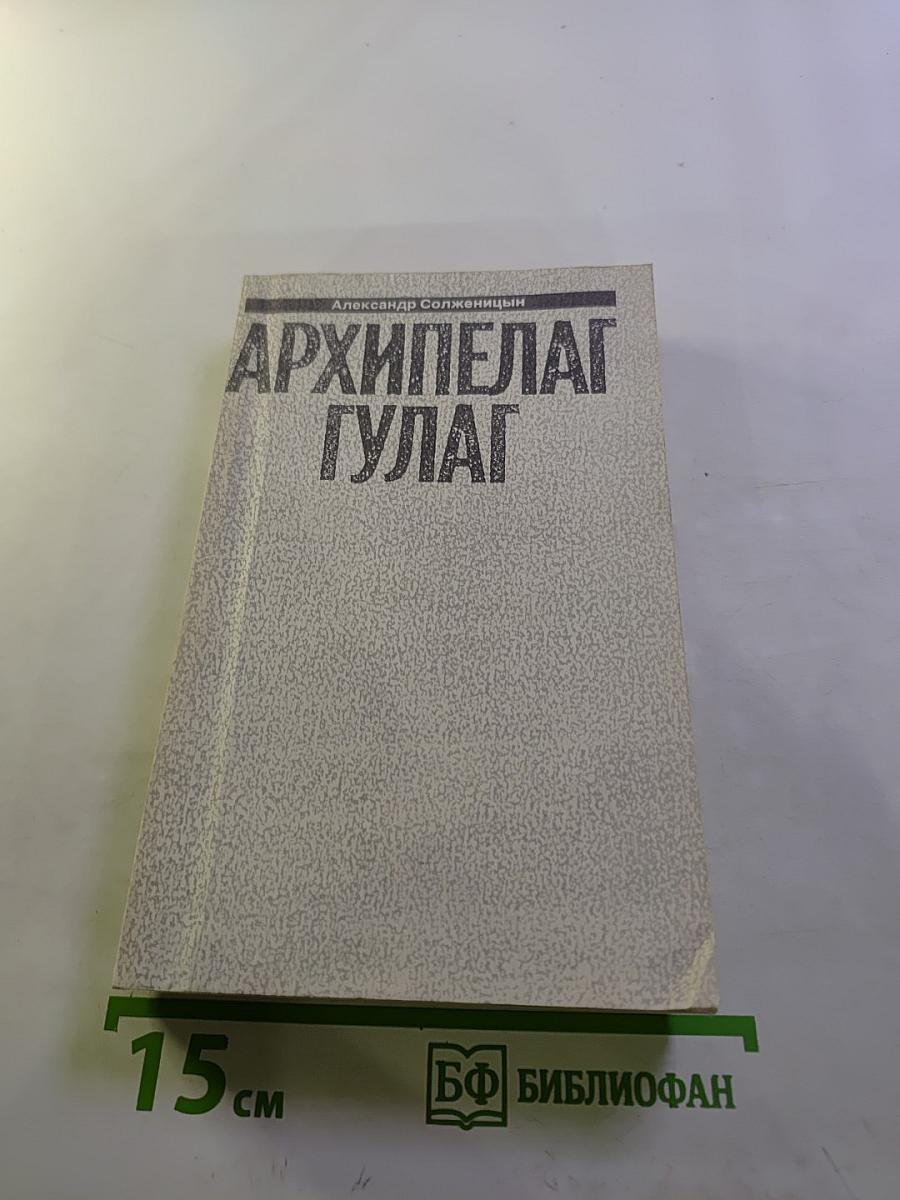 Александр Солженицын
АРХИПЕЛАГ
ГУЛАГ
15 см
БФ БИБЛИОФАН